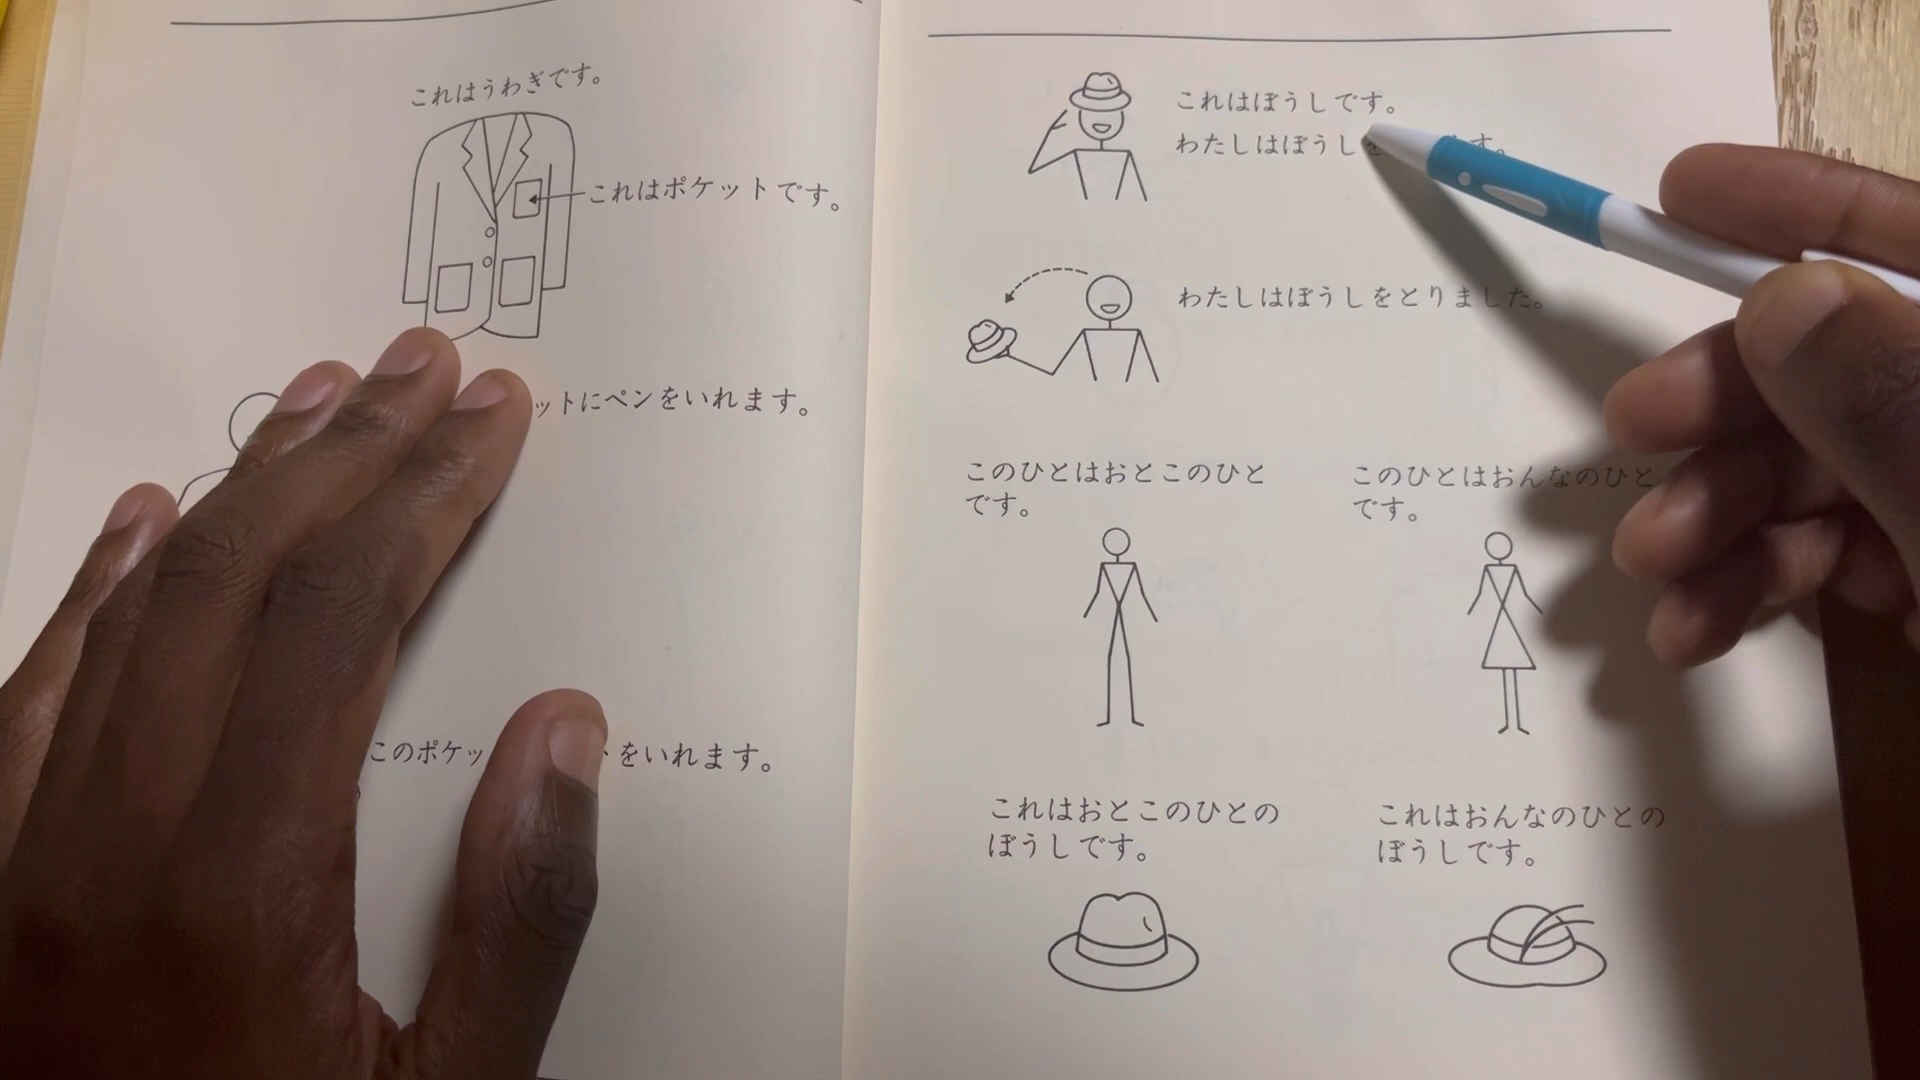 これはうわぎです。
これはポケットです。
ットにペンをいれます。
このポケッ
をいれます。
これはぼうしです。
わたしはぼうしを
す。
わたしはぼうしをとりました。
このひとはおとこのひと
です。
このひとはおんなのひと
です。
これはおとこのひとの
ぼうしです。
これはおんなのひとの
ぼうしです。